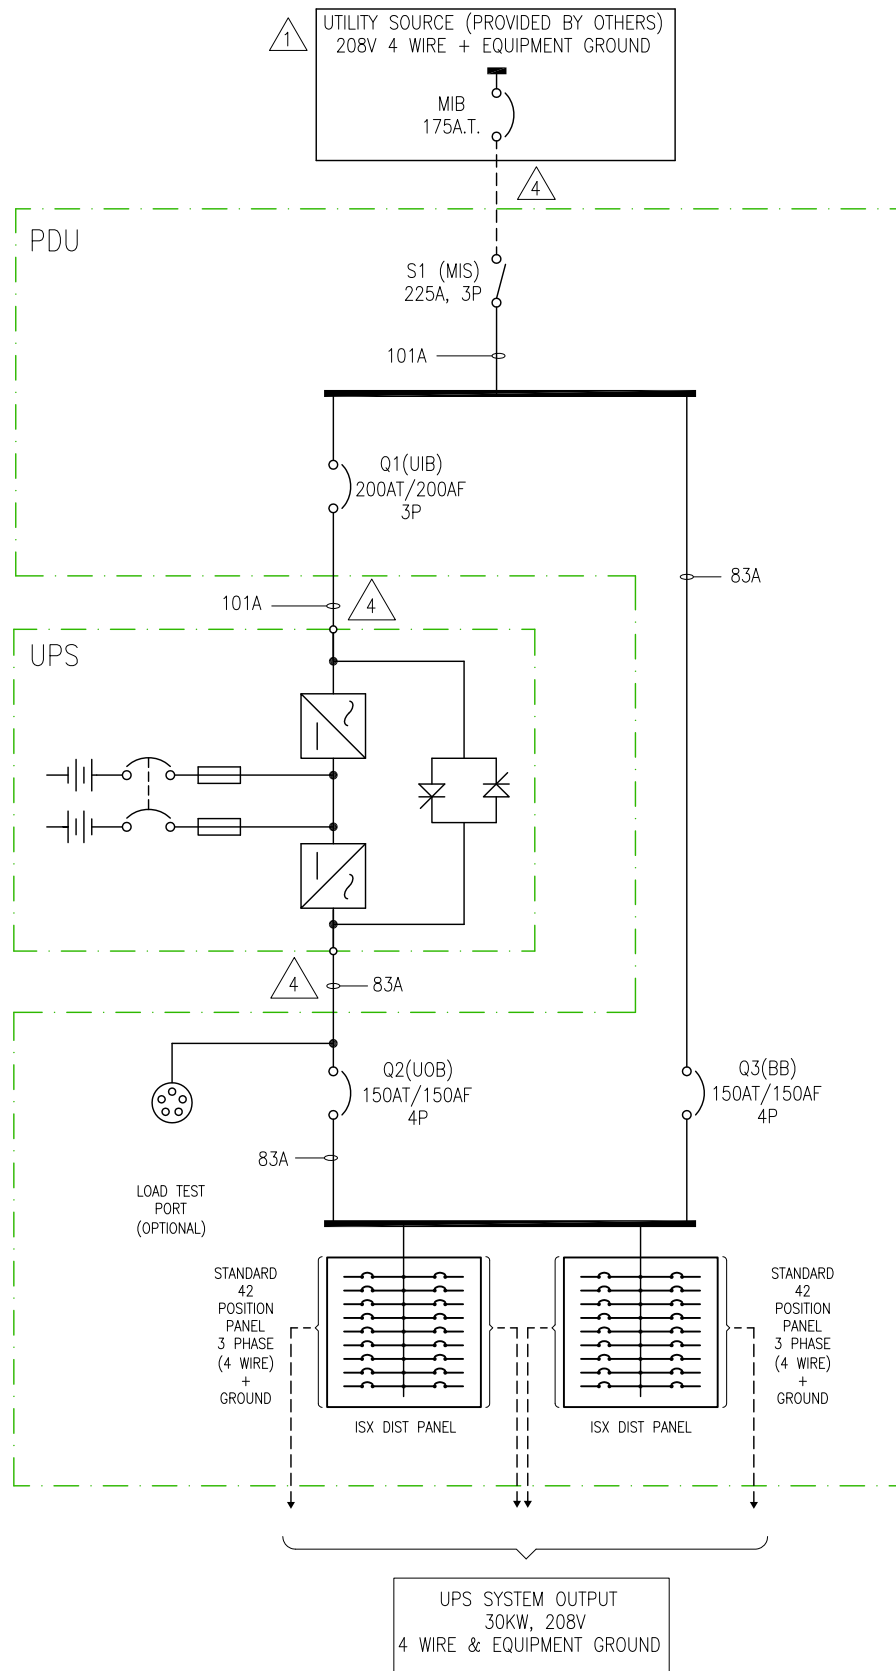 1
UTILITY SOURCE (PROVIDED BY OTHERS)
208V 4 WIRE + EQUIPMENT GROUND
MIB
175A.T.
4
PDU
S1 (MIS)
225A, 3P
101A
Q1(UIB)
200AT/200AF
3P
83A
101A
4
UPS
4
83A
Q2(UOB)
150AT/150AF
4P
Q3(BB)
150AT/150AF
4P
83A
LOAD TEST
PORT
(OPTIONAL)
STANDARD
42
POSITION
PANEL
3 PHASE
(4 WIRE)
+
GROUND
STANDARD
42
POSITION
PANEL
3 PHASE
(4 WIRE)
+
GROUND
ISX DIST PANEL
ISX DIST PANEL
UPS SYSTEM OUTPUT
30KW, 208V
4 WIRE & EQUIPMENT GROUND